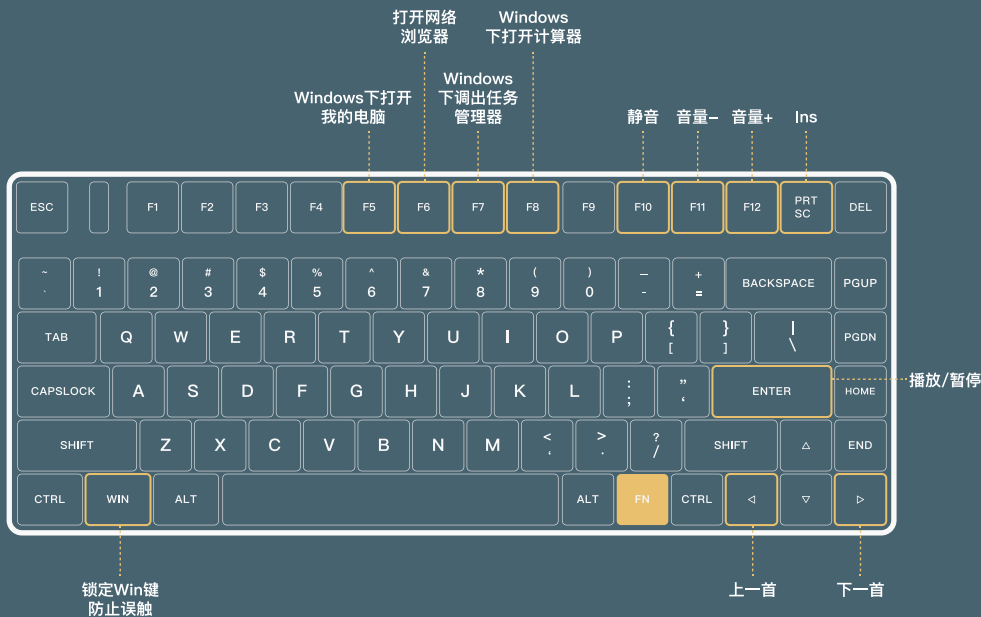 打开网络
浏览器
Windows
下打开计算器
Windows下打开
我的电脑
Windows
下调出任务
管理器
静音 音量- 音量+ Ins
ESC F1 F2 F3 F4 F5 F6 F7 F8 F9 F10 F11 F12 PRT SC DEL
~ ! @ # $ % ^ & * ( ) — +
` 1 2 3 4 5 6 7 8 9 0 - = BACKSPACE PGUP
TAB Q W E R T Y U I O P { [ } ] | \ PGDN
CAPSLOCK A S D F G H J K L : ; ” ‘ ENTER HOME
播放/暂停
SHIFT Z X C V B N M < ‘ > . ? / SHIFT △ END
CTRL WIN ALT ALT FN CTRL ◁ ▽ ▷
锁定Win键
防止误触
上一首 下一首